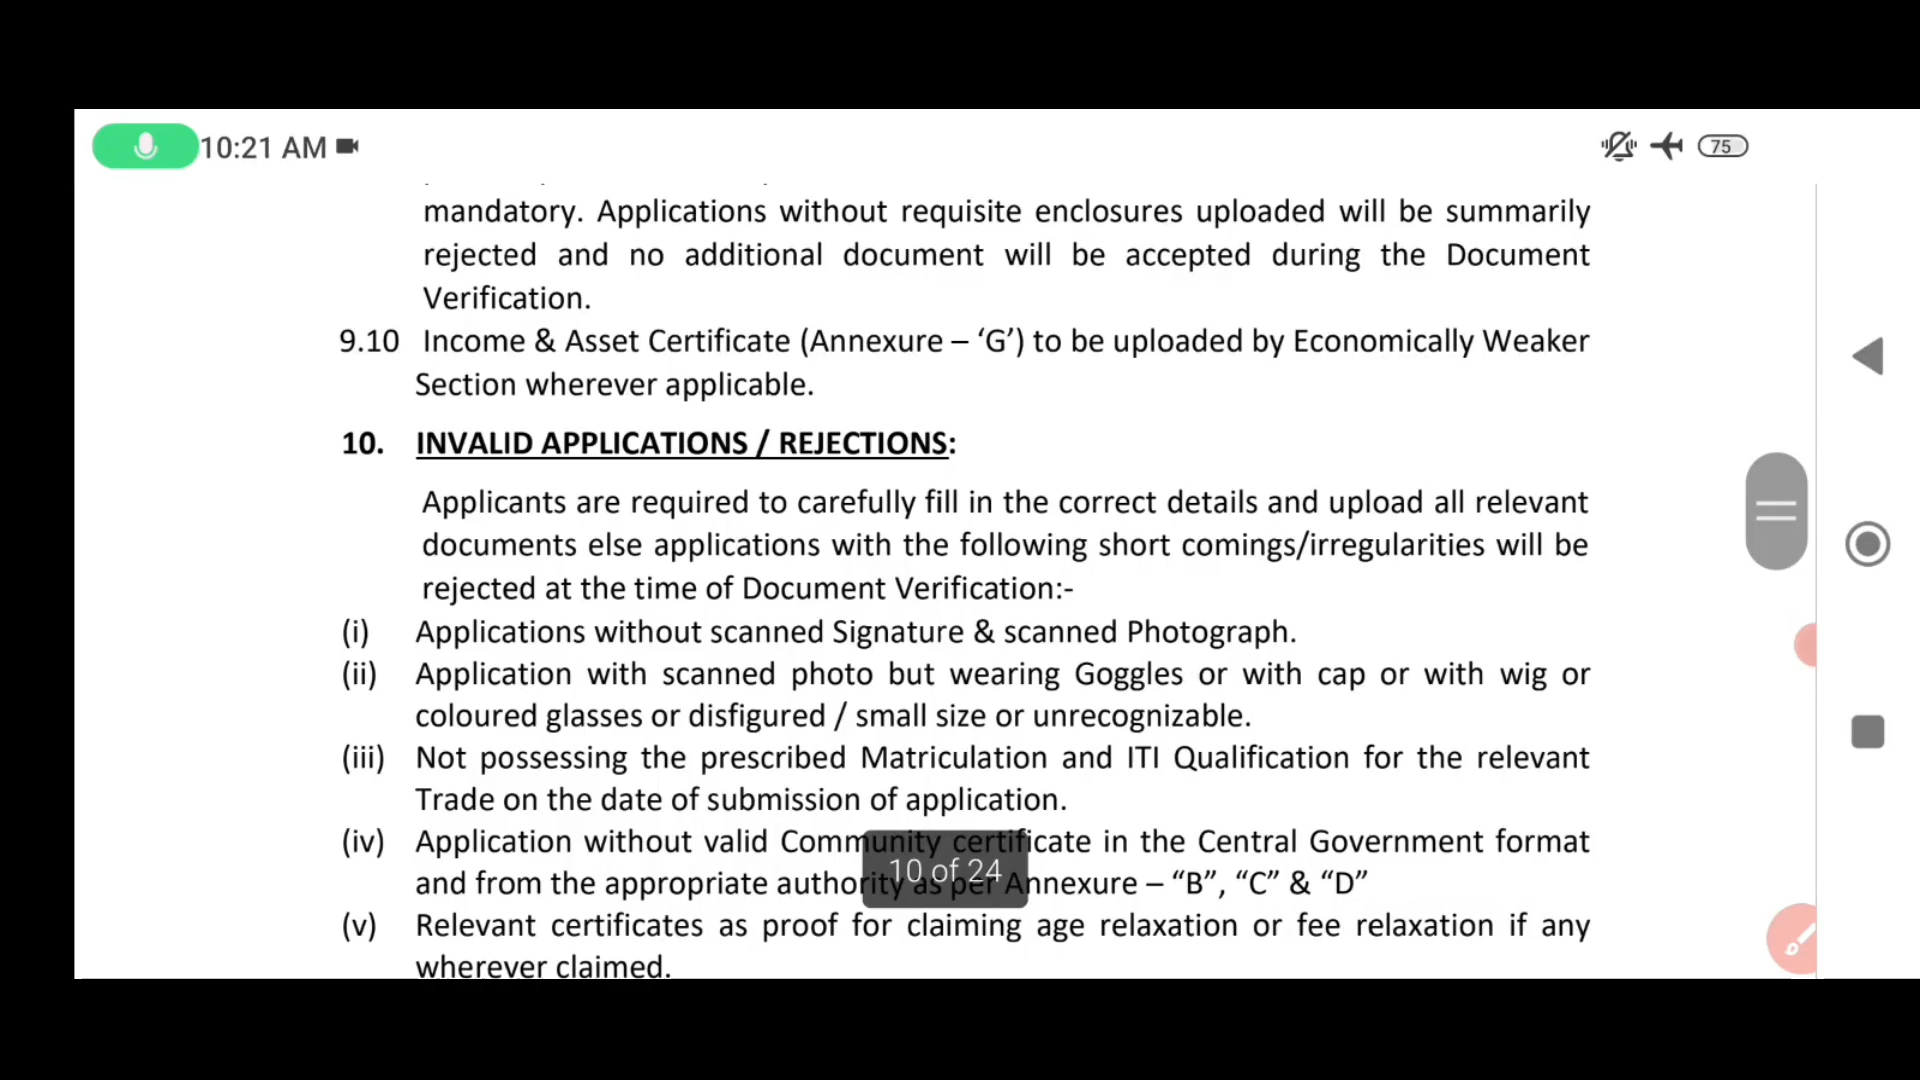 10:21 AM
75
mandatory. Applications without requisite enclosures uploaded will be summarily
rejected and no additional document will be accepted during the Document
Verification.
9.10 Income & Asset Certificate (Annexure – ‘G’) to be uploaded by Economically Weaker
Section wherever applicable.
10. INVALID APPLICATIONS / REJECTIONS:
Applicants are required to carefully fill in the correct details and upload all relevant
documents else applications with the following short comings/irregularities will be
rejected at the time of Document Verification:-
(i) Applications without scanned Signature & scanned Photograph.
(ii) Application with scanned photo but wearing Goggles or with cap or with wig or
coloured glasses or disfigured / small size or unrecognizable.
(iii) Not possessing the prescribed Matriculation and ITI Qualification for the relevant
Trade on the date of submission of application.
(iv) Application without valid Community certificate in the Central Government format
and from the appropriate authority as per Annexure – “B”, “C” & “D”
10 of 24
(v) Relevant certificates as proof for claiming age relaxation or fee relaxation if any
wherever claimed.